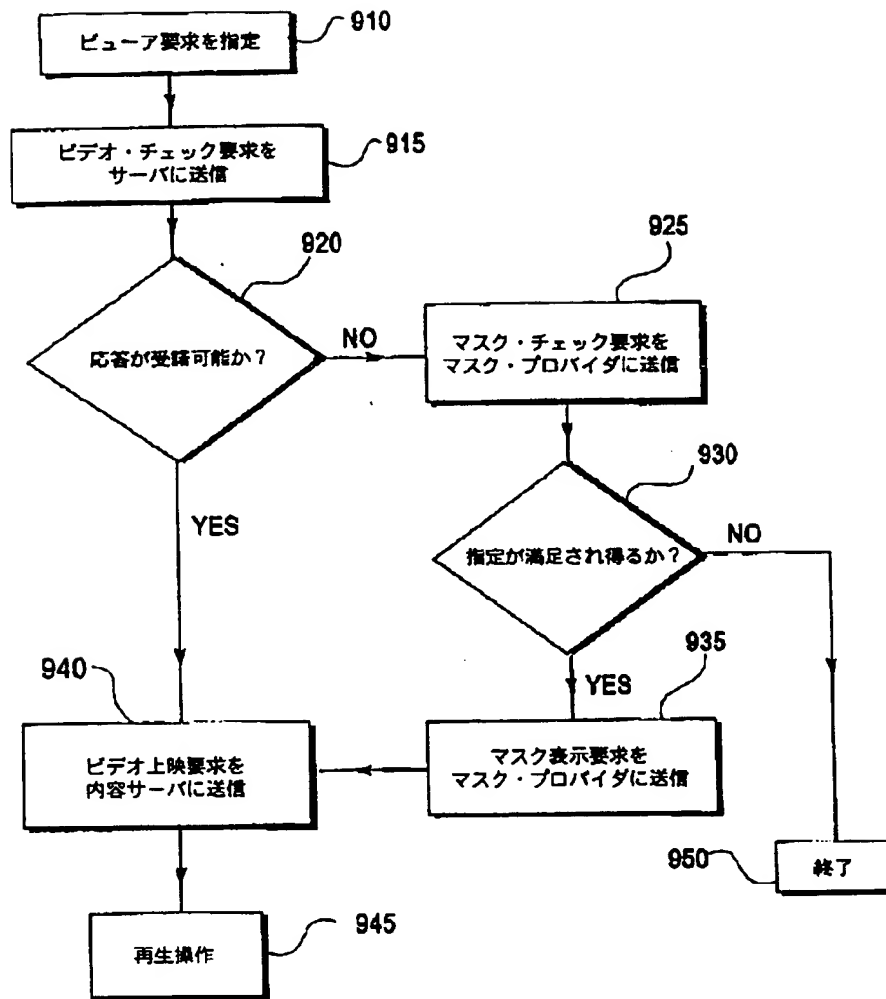 910
ビューア要求を指定
915
ビデオ・チェック要求を
サーバに送信
920
応答が受諾可能か?
NO
YES
925
マスク・チェック要求を
マスク・プロバイダに送信
930
指定が満足され得るか?
NO
YES
935
マスク表示要求を
マスク・プロバイダに送信
940
ビデオ上映要求を
内容サーバに送信
950
終了
945
再生操作